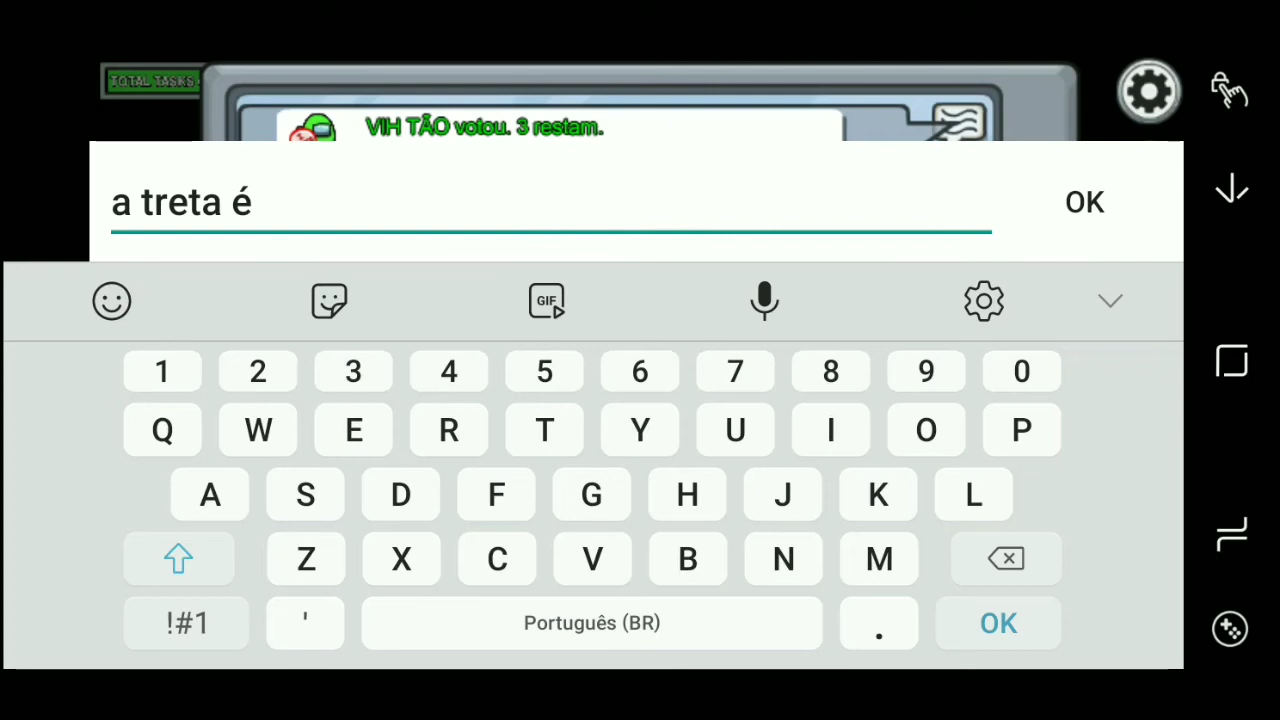 TOTAL TASKS
VIH TÃO votou. 3 restam.
a treta é
OK
GIF
1 2 3 4 5 6 7 8 9 0
Q W E R T Y U I O P
A S D F G H J K L
Z X C V B N M
!#1 ' Português (BR) . OK